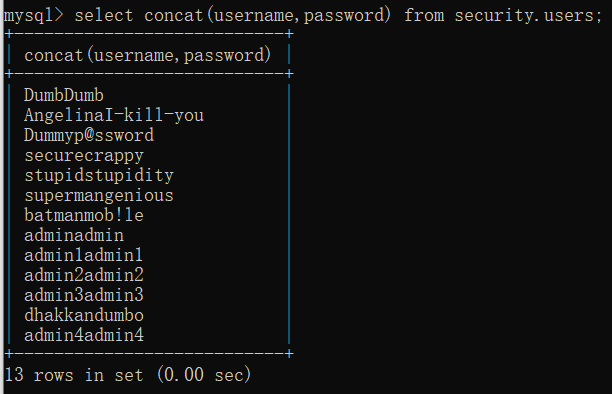 mysql> select concat(username,password) from security.users;
+---------------------------+
| concat(username,password) |
+---------------------------+
| DumbDumb |
| AngelinaI-kill-you |
| Dummyp@ssword |
| securecrappy |
| stupidstupidity |
| supermangenious |
| batmanmob!le |
| adminadmin |
| admin1admin1 |
| admin2admin2 |
| admin3admin3 |
| dhakkandumbo |
| admin4admin4 |
+---------------------------+
13 rows in set (0.00 sec)